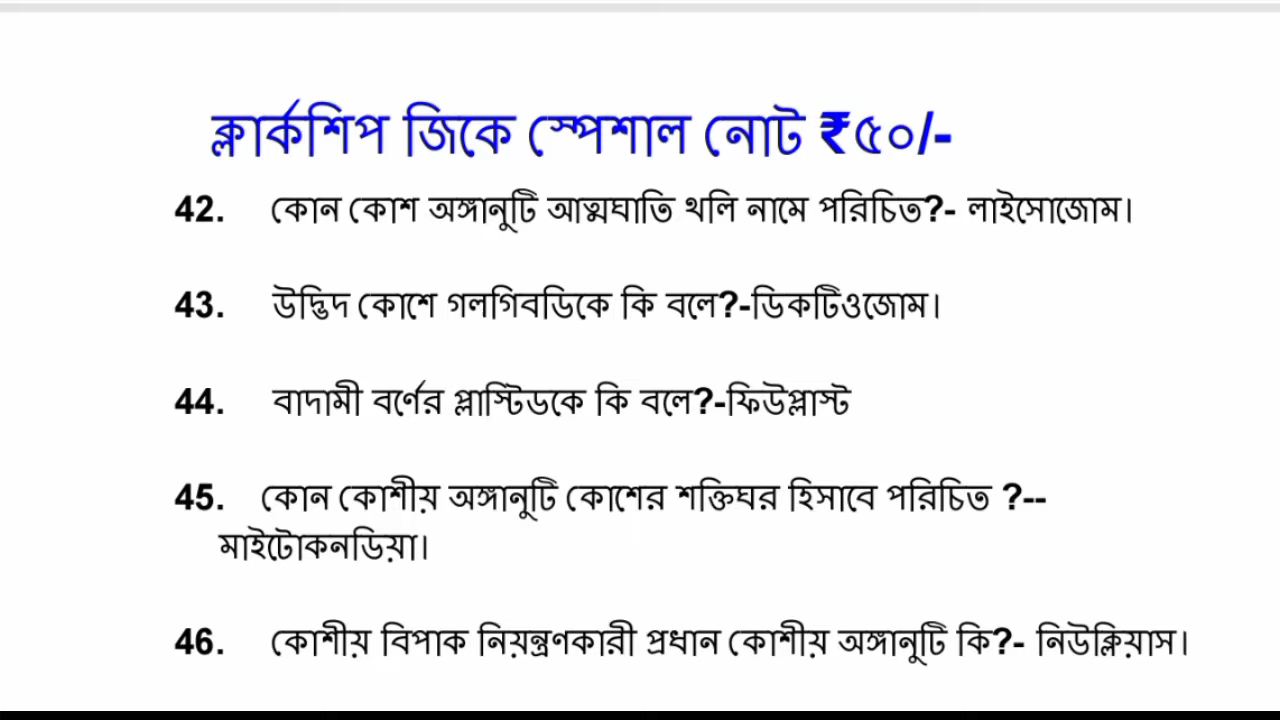 ক্লার্কশিপ জিকে স্পেশাল নোট ₹৫০/-
42. কোন কোশ অঙ্গানুটি আত্মঘাতি থলি নামে পরিচিত?- লাইসোজোম।
43. উদ্ভিদ কোশে গলগিবডিকে কি বলে?-ডিকটিওজোম।
44. বাদামী বর্ণের প্লাস্টিডকে কি বলে?-ফিউপ্লাস্ট
45. কোন কোশীয় অঙ্গানুটি কোশের শক্তিঘর হিসাবে পরিচিত ?--
মাইটোকনডিয়া।
46. কোশীয় বিপাক নিয়ন্ত্রণকারী প্রধান কোশীয় অঙ্গানুটি কি?- নিউক্লিয়াস।